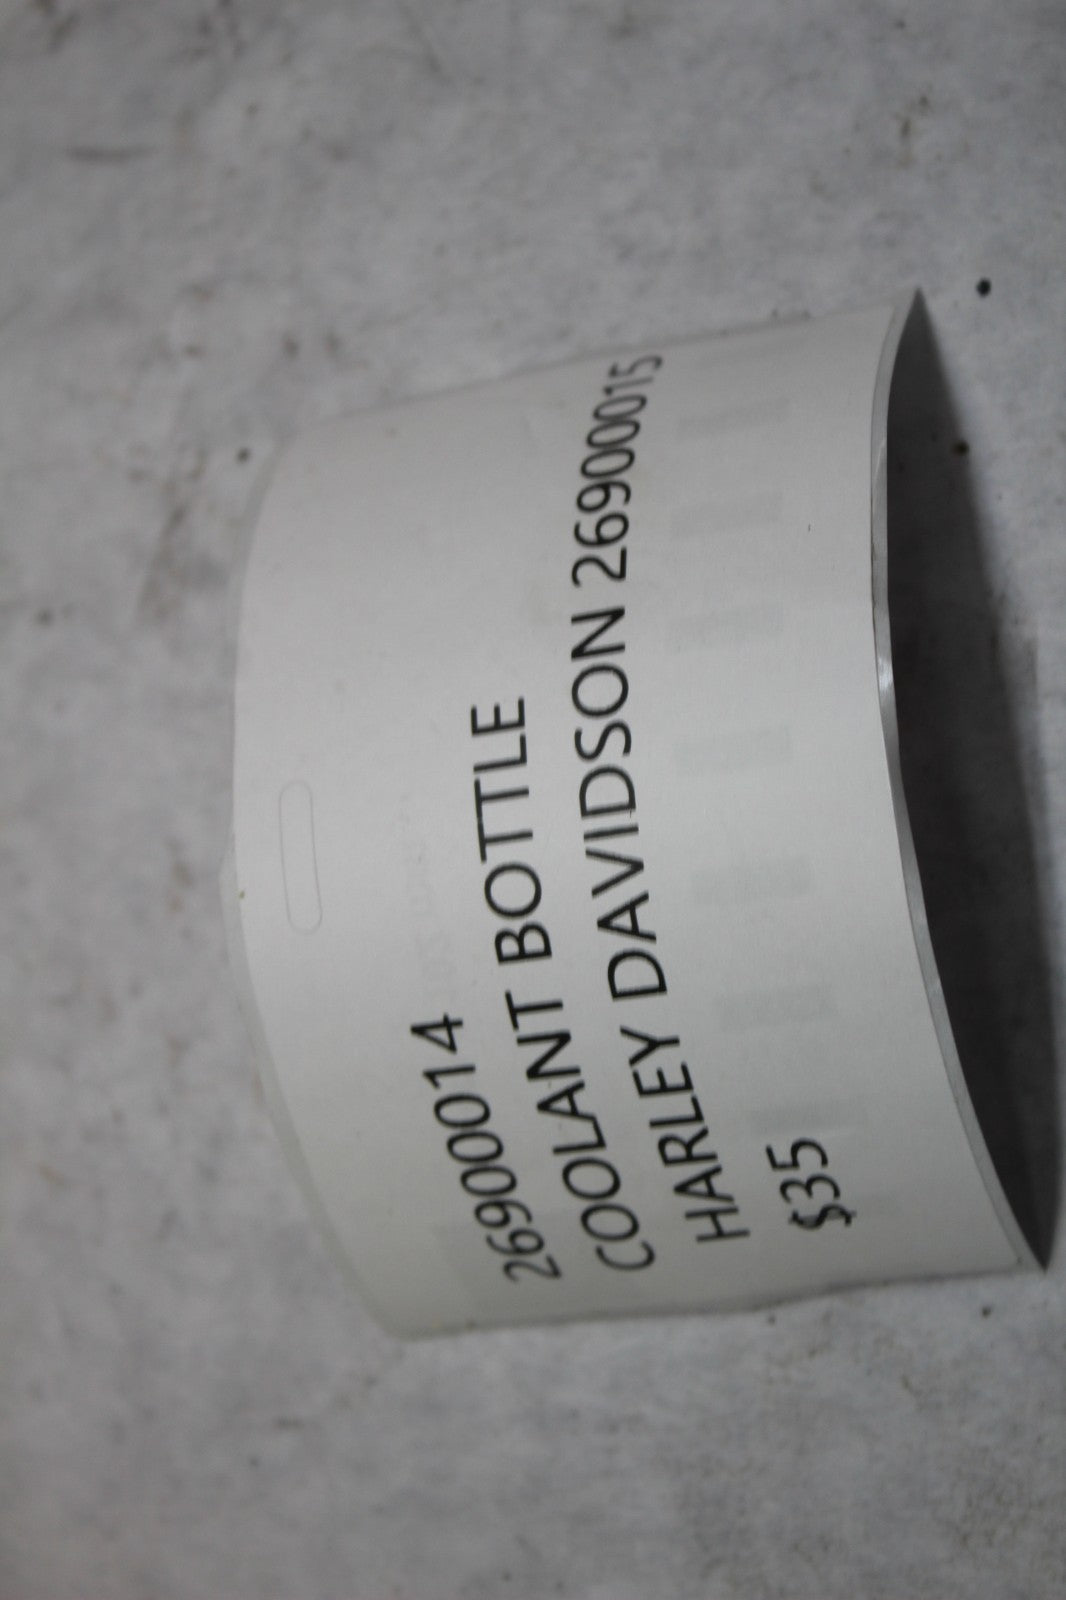 26900014
COOLANT BOTTLE
HARLEY DAVIDSON 26900015
$35